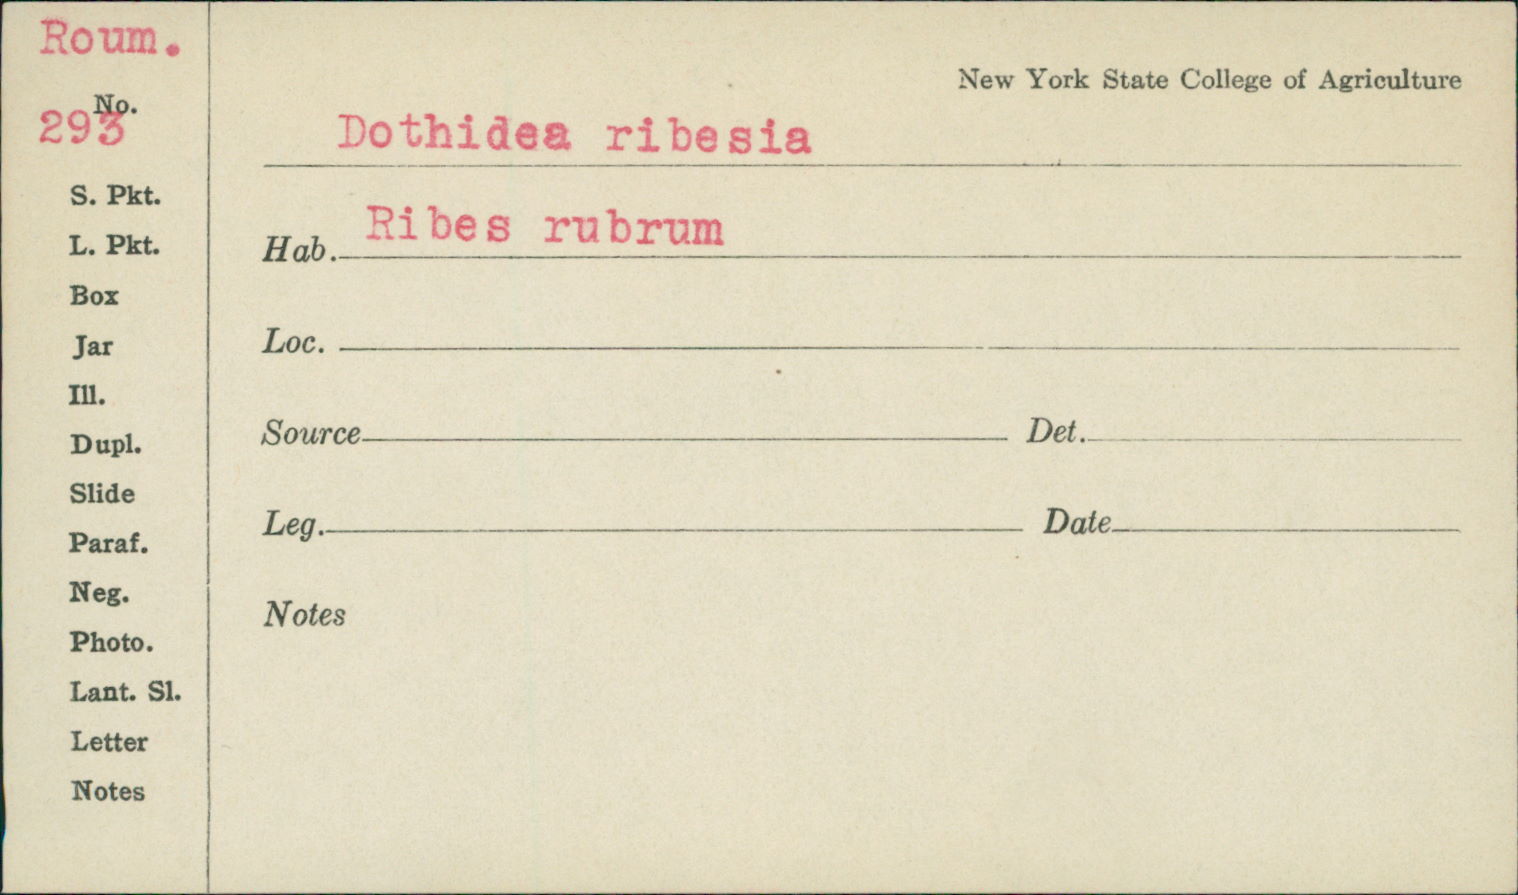 Roum.
No.
293
S. Pkt.
L. Pkt.
Box
Jar
Ill.
Dupl.
Slide
Paraf.
Neg.
Photo.
Lant. Sl.
Letter
Notes
New York State College of Agriculture
Dothidea ribesia
Hab. Ribes rubrum
Loc.
Source Det.
Leg. Date
Notes